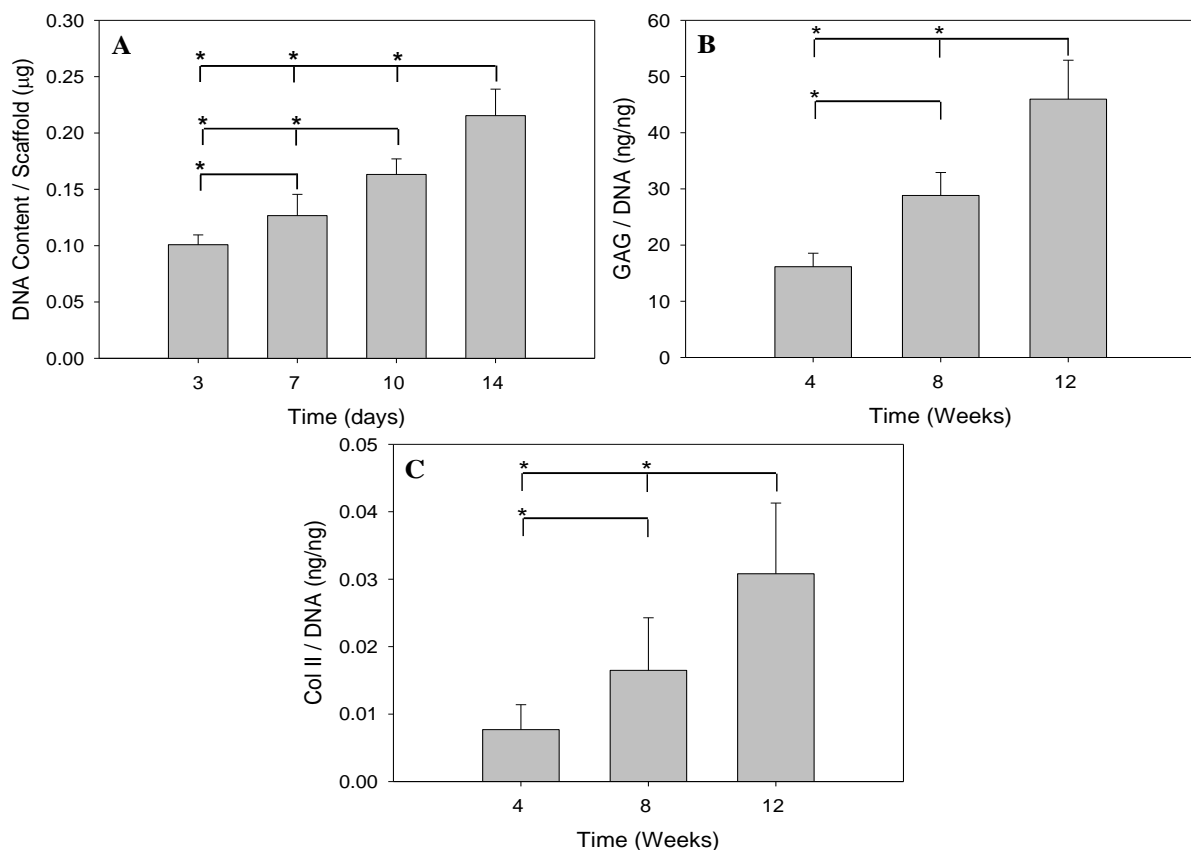 A
DNA Content / Scaffold (μg)
0.30
0.25
0.20
0.15
0.10
0.05
0.00
* * * *
* * *
*
3 7 10 14
Time (days)
B
GAG / DNA (ng/ng)
60
50
40
30
20
10
0
* *
*
4 8 12
Time (Weeks)
C
Col II / DNA (ng/ng)
0.05
0.04
0.03
0.02
0.01
0.00
* *
*
4 8 12
Time (Weeks)